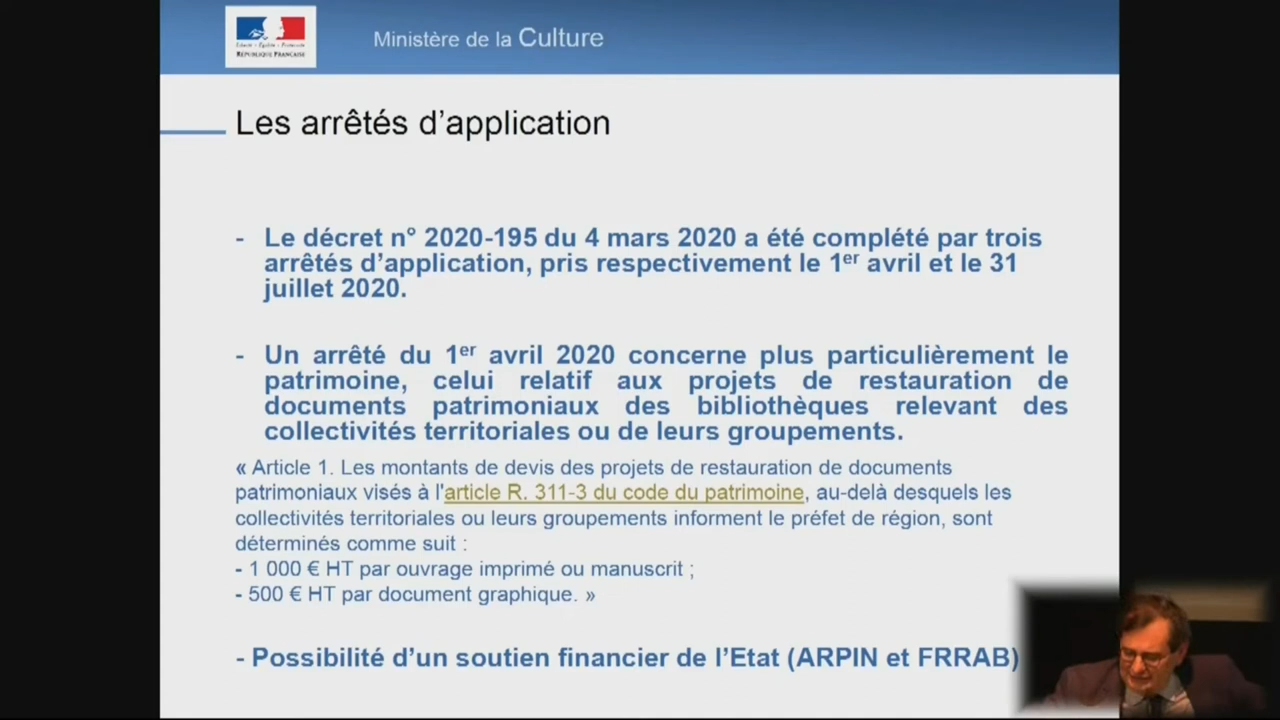 Liberté • Égalité • Fraternité
RÉPUBLIQUE FRANÇAISE
Ministère de la Culture
Les arrêtés d’application
- Le décret n° 2020-195 du 4 mars 2020 a été complété par trois
arrêtés d’application, pris respectivement le 1er avril et le 31
juillet 2020.
- Un arrêté du 1er avril 2020 concerne plus particulièrement le
patrimoine, celui relatif aux projets de restauration de
documents patrimoniaux des bibliothèques relevant des
collectivités territoriales ou de leurs groupements.
« Article 1. Les montants de devis des projets de restauration de documents
patrimoniaux visés à l'article R. 311-3 du code du patrimoine, au-delà desquels les
collectivités territoriales ou leurs groupements informent le préfet de région, sont
déterminés comme suit :
- 1 000 € HT par ouvrage imprimé ou manuscrit ;
- 500 € HT par document graphique. »
- Possibilité d’un soutien financier de l’Etat (ARPIN et FRRAB)